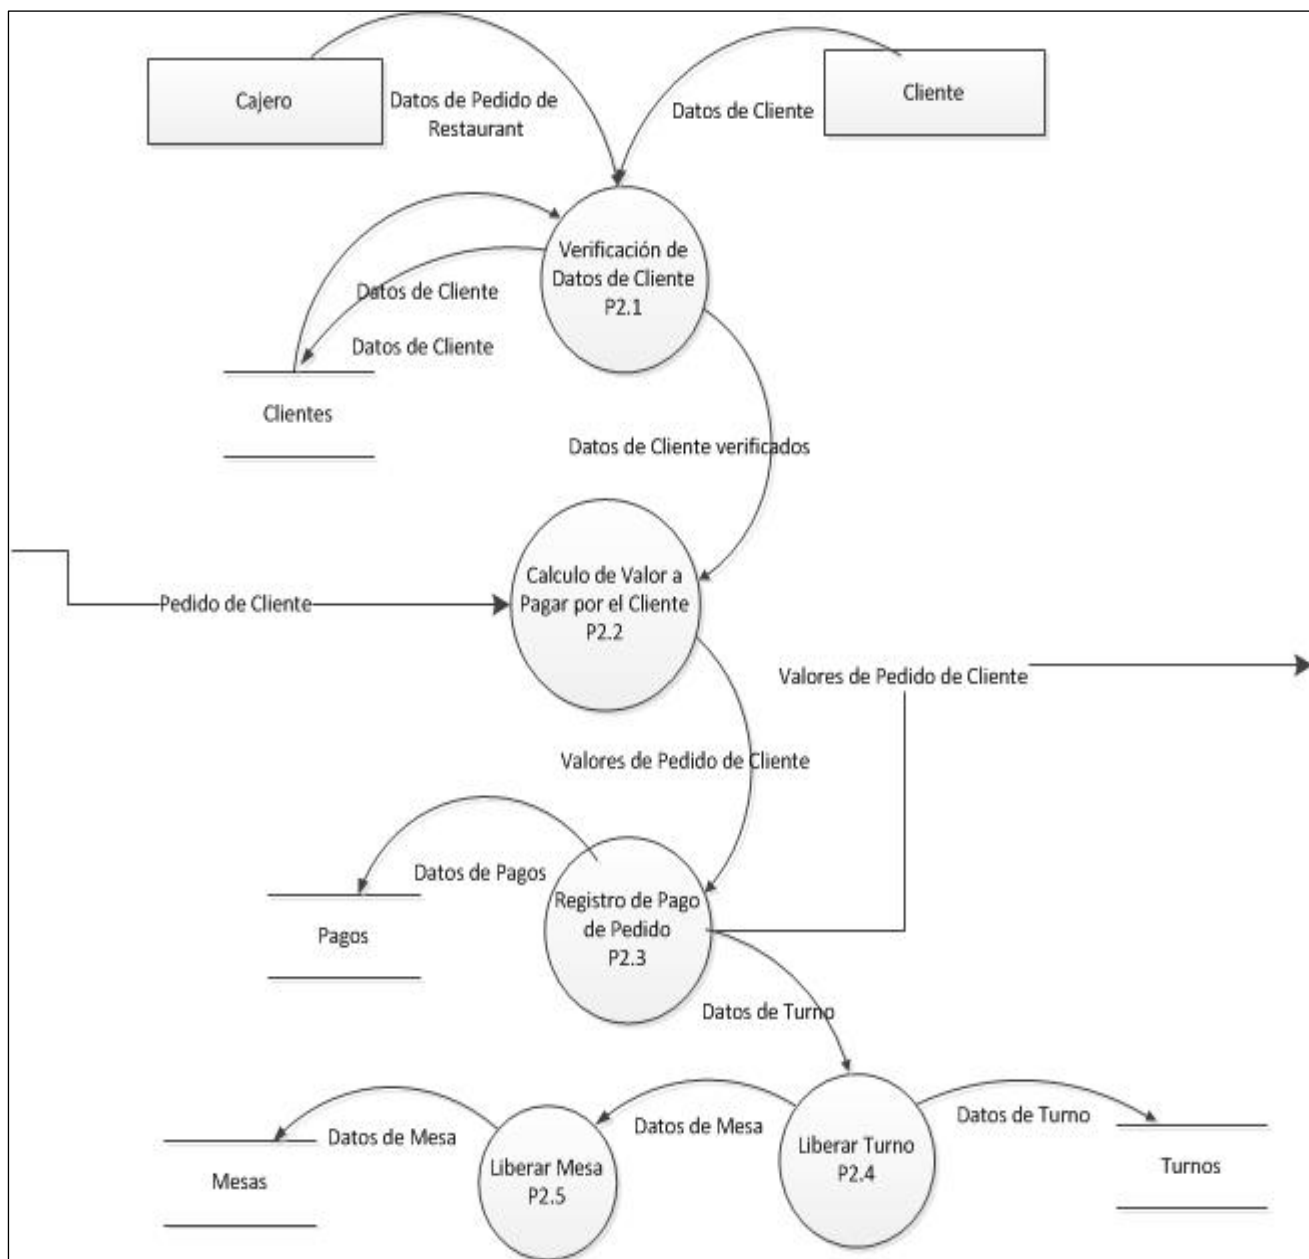 Cajero
Datos de Pedido de
Restaurant
Datos de Cliente
Cliente
Verificación de
Datos de Cliente
P2.1
Datos de Cliente
Datos de Cliente
Clientes
Datos de Cliente verificados
Calculo de Valor a
Pagar por el Cliente
P2.2
Pedido de Cliente
Valores de Pedido de Cliente
Valores de Pedido de Cliente
Datos de Pagos
Registro de Pago
de Pedido
P2.3
Pagos
Datos de Turno
Datos de Mesa
Datos de Mesa
Datos de Turno
Liberar Turno
P2.4
Liberar Mesa
P2.5
Mesas
Turnos